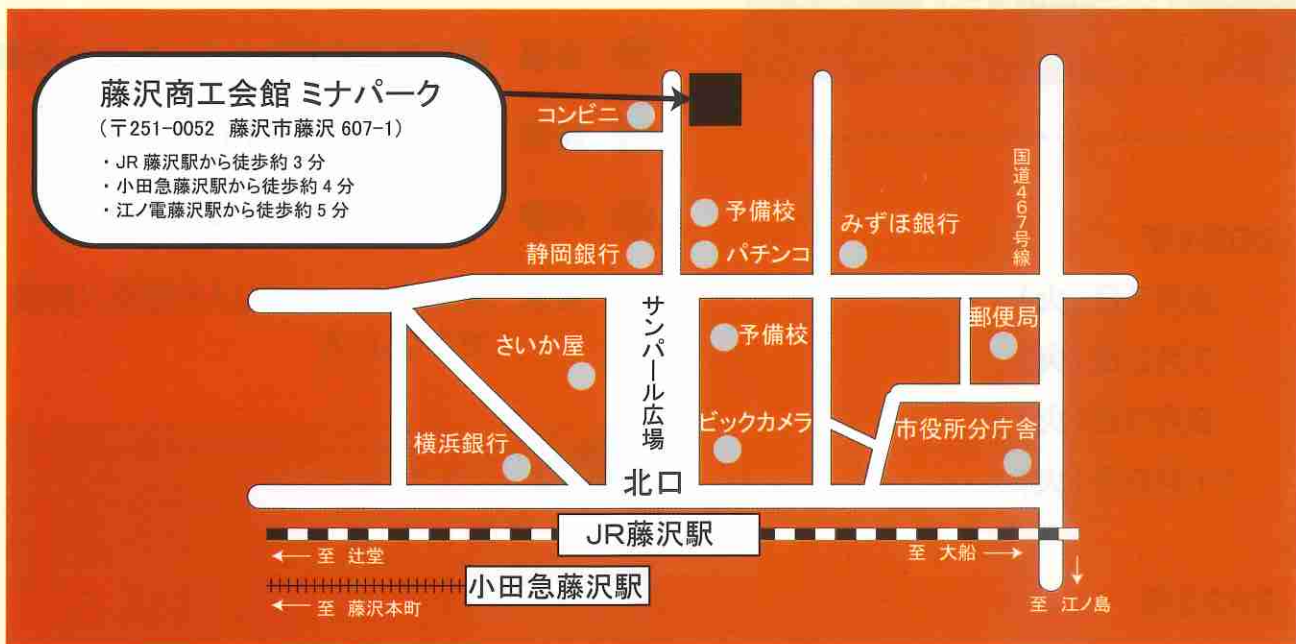 藤沢商工会館 ミナパーク
（〒251-0052 藤沢市藤沢 607-1）
・JR 藤沢駅から徒歩約 3 分
・小田急藤沢駅から徒歩約 4 分
・江ノ電藤沢駅から徒歩約 5 分
コンビニ
国道467号線
予備校
みずほ銀行
静岡銀行
パチンコ
サンパール広場
郵便局
さいか屋
予備校
ビックカメラ
市役所分庁舎
横浜銀行
北口
JR藤沢駅
← 至 辻堂
至 大船 →
小田急藤沢駅
← 至 藤沢本町
↓
至 江ノ島